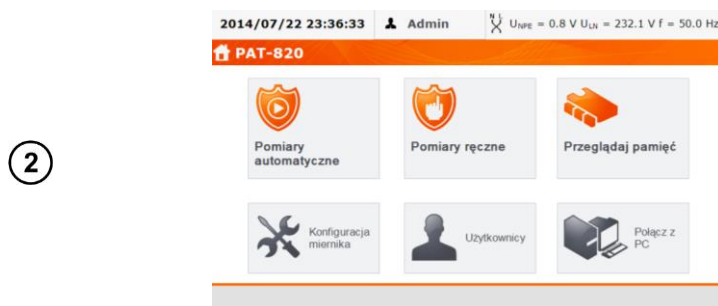 2014/07/22 23:36:33 Admin N L UNPE = 0.8 V ULN = 232.1 V f = 50.0 Hz
PAT-820
2
Pomiary
automatyczne
Pomiary ręczne
Przeglądaj pamięć
Konfiguracja
miernika
Użytkownicy
Połącz z
PC